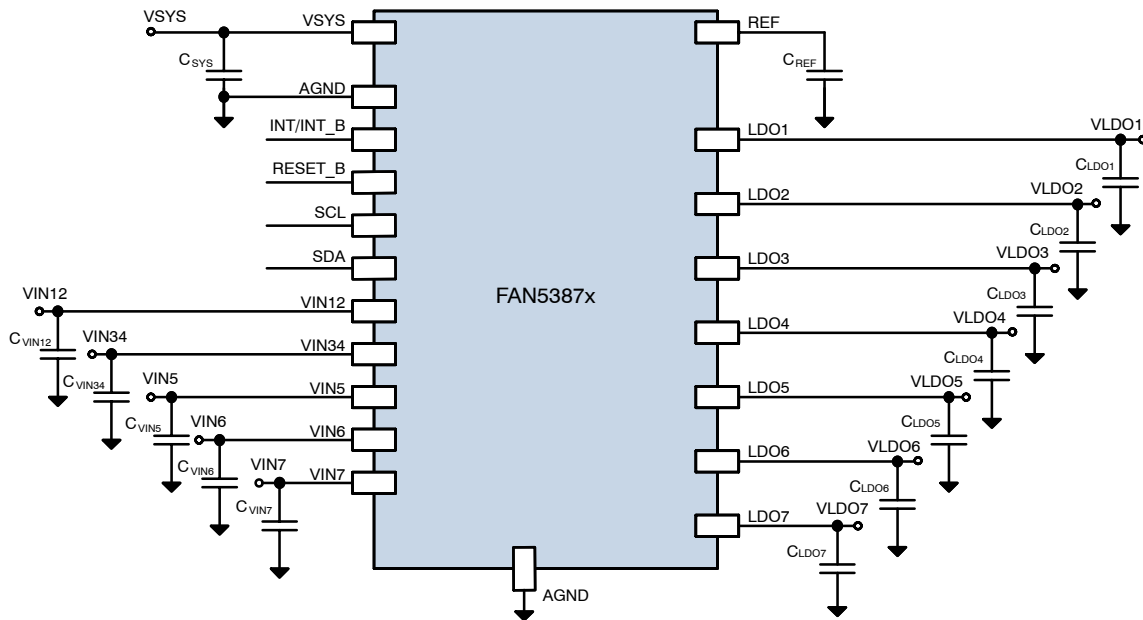 VSYS
VSYS
CSYS
AGND
INT/INT_B
RESET_B
SCL
SDA
VIN12
VIN12
CVIN12
VIN34
VIN34
CVIN34
VIN5
VIN5
CVIN5
VIN6
VIN6
CVIN6
VIN7
VIN7
CVIN7
FAN5387x
AGND
REF
CREF
LDO1
VLDO1
CLDO1
LDO2
VLDO2
CLDO2
LDO3
VLDO3
CLDO3
LDO4
VLDO4
CLDO4
LDO5
VLDO5
CLDO5
LDO6
VLDO6
CLDO6
LDO7
VLDO7
CLDO7